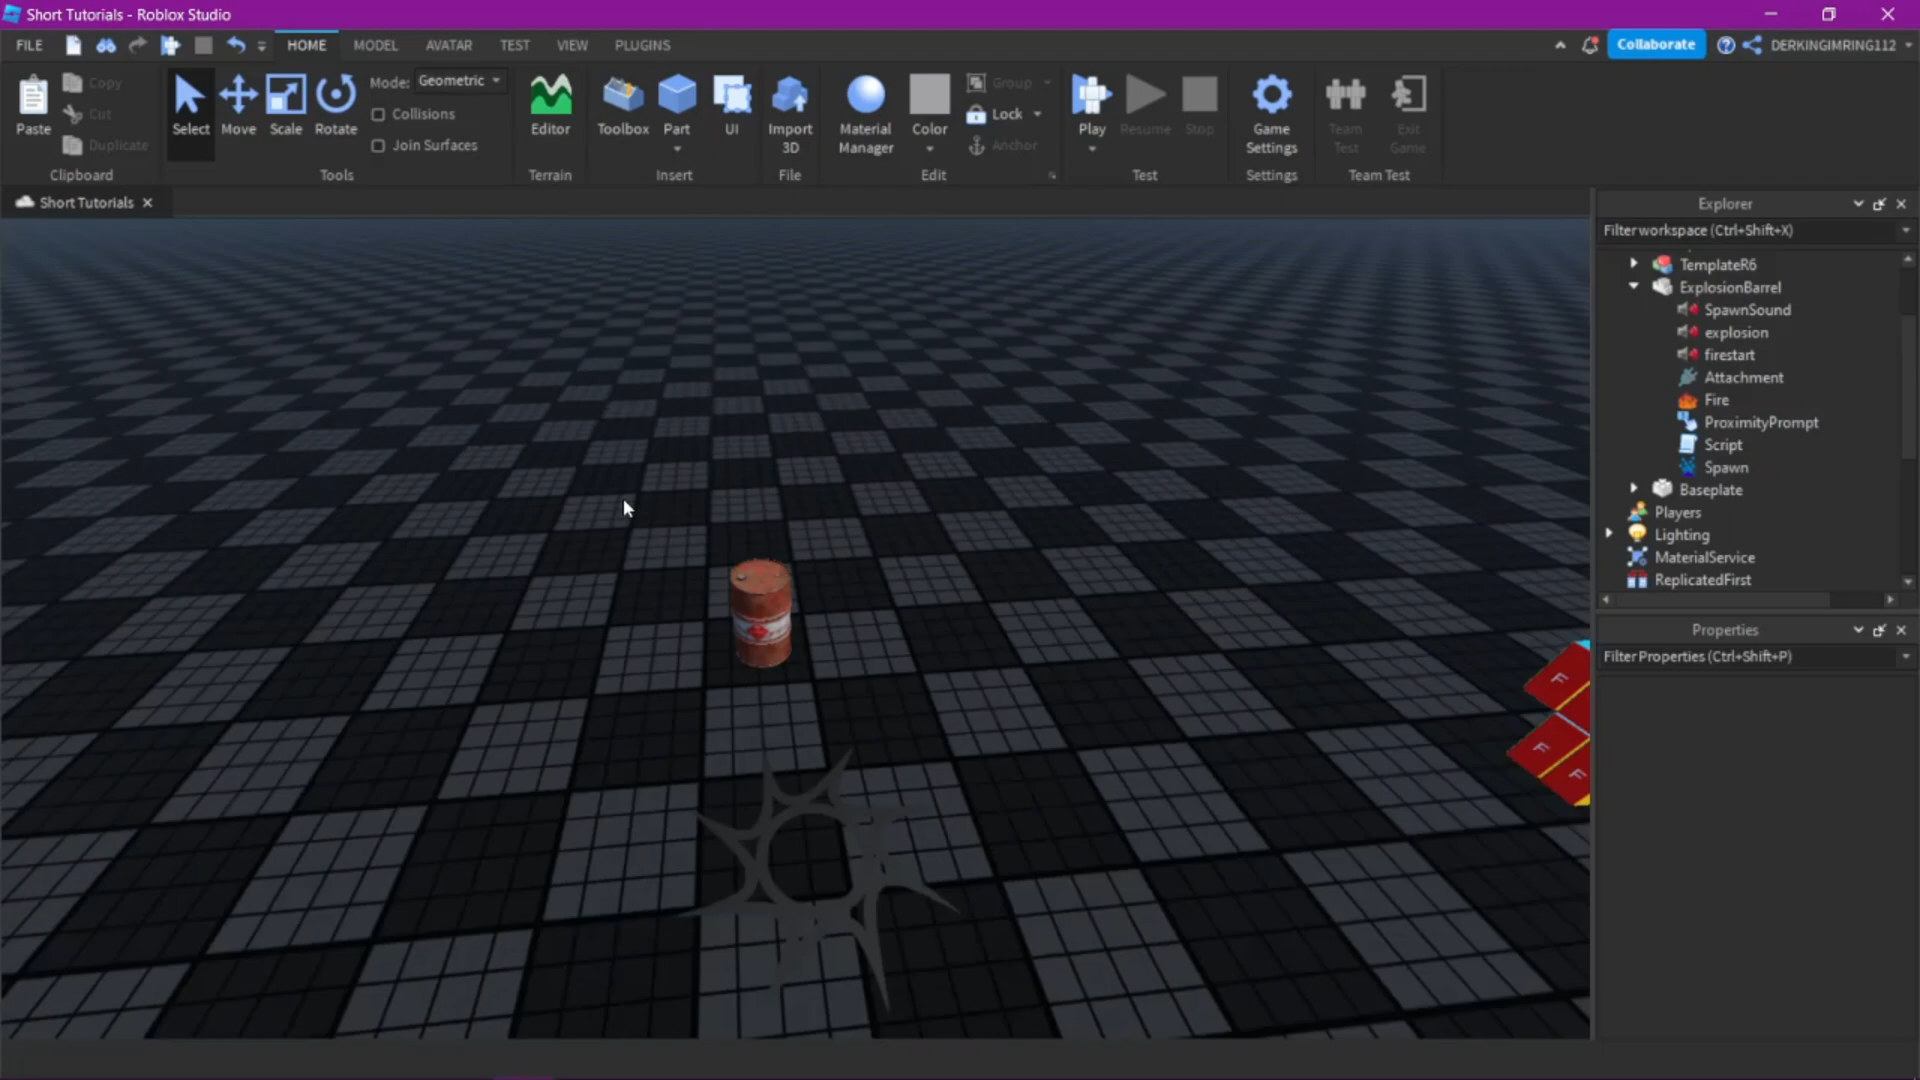 Short Tutorials - Roblox Studio
FILE
HOME
MODEL
AVATAR
TEST
VIEW
PLUGINS
Collaborate
DERKINGIMRING112
Paste
Copy
Cut
Duplicate
Clipboard
Select
Move
Scale
Rotate
Mode: Geometric
Collisions
Join Surfaces
Tools
Editor
Terrain
Toolbox
Part
UI
Insert
Import
3D
File
Material
Manager
Color
Group
Lock
Anchor
Edit
Play
Resume
Stop
Test
Game
Settings
Settings
Team
Test
Exit
Game
Team Test
Short Tutorials
Explorer
Filter workspace (Ctrl+Shift+X)
TemplateR6
ExplosionBarrel
SpawnSound
explosion
firestart
Attachment
Fire
ProximityPrompt
Script
Spawn
Baseplate
Players
Lighting
MaterialService
ReplicatedFirst
Properties
Filter Properties (Ctrl+Shift+P)
F
F
F